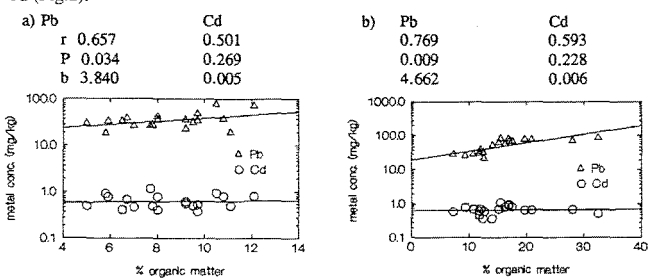 a) Pb Cd
r 0.657 0.501
P 0.034 0.269
b 3.840 0.005
b) Pb Cd
0.769 0.593
0.009 0.228
4.662 0.006
100.0
10.0
1.0
0.1
metal conc. (mg/kg)
△ Pb
○ Cd
4 6 8 10 12 14
% organic matter
1000.0
100.0
10.0
1.0
0.1
metal conc. (mg/kg)
△ Pb
○ Cd
0 10 20 30 40
% organic matter